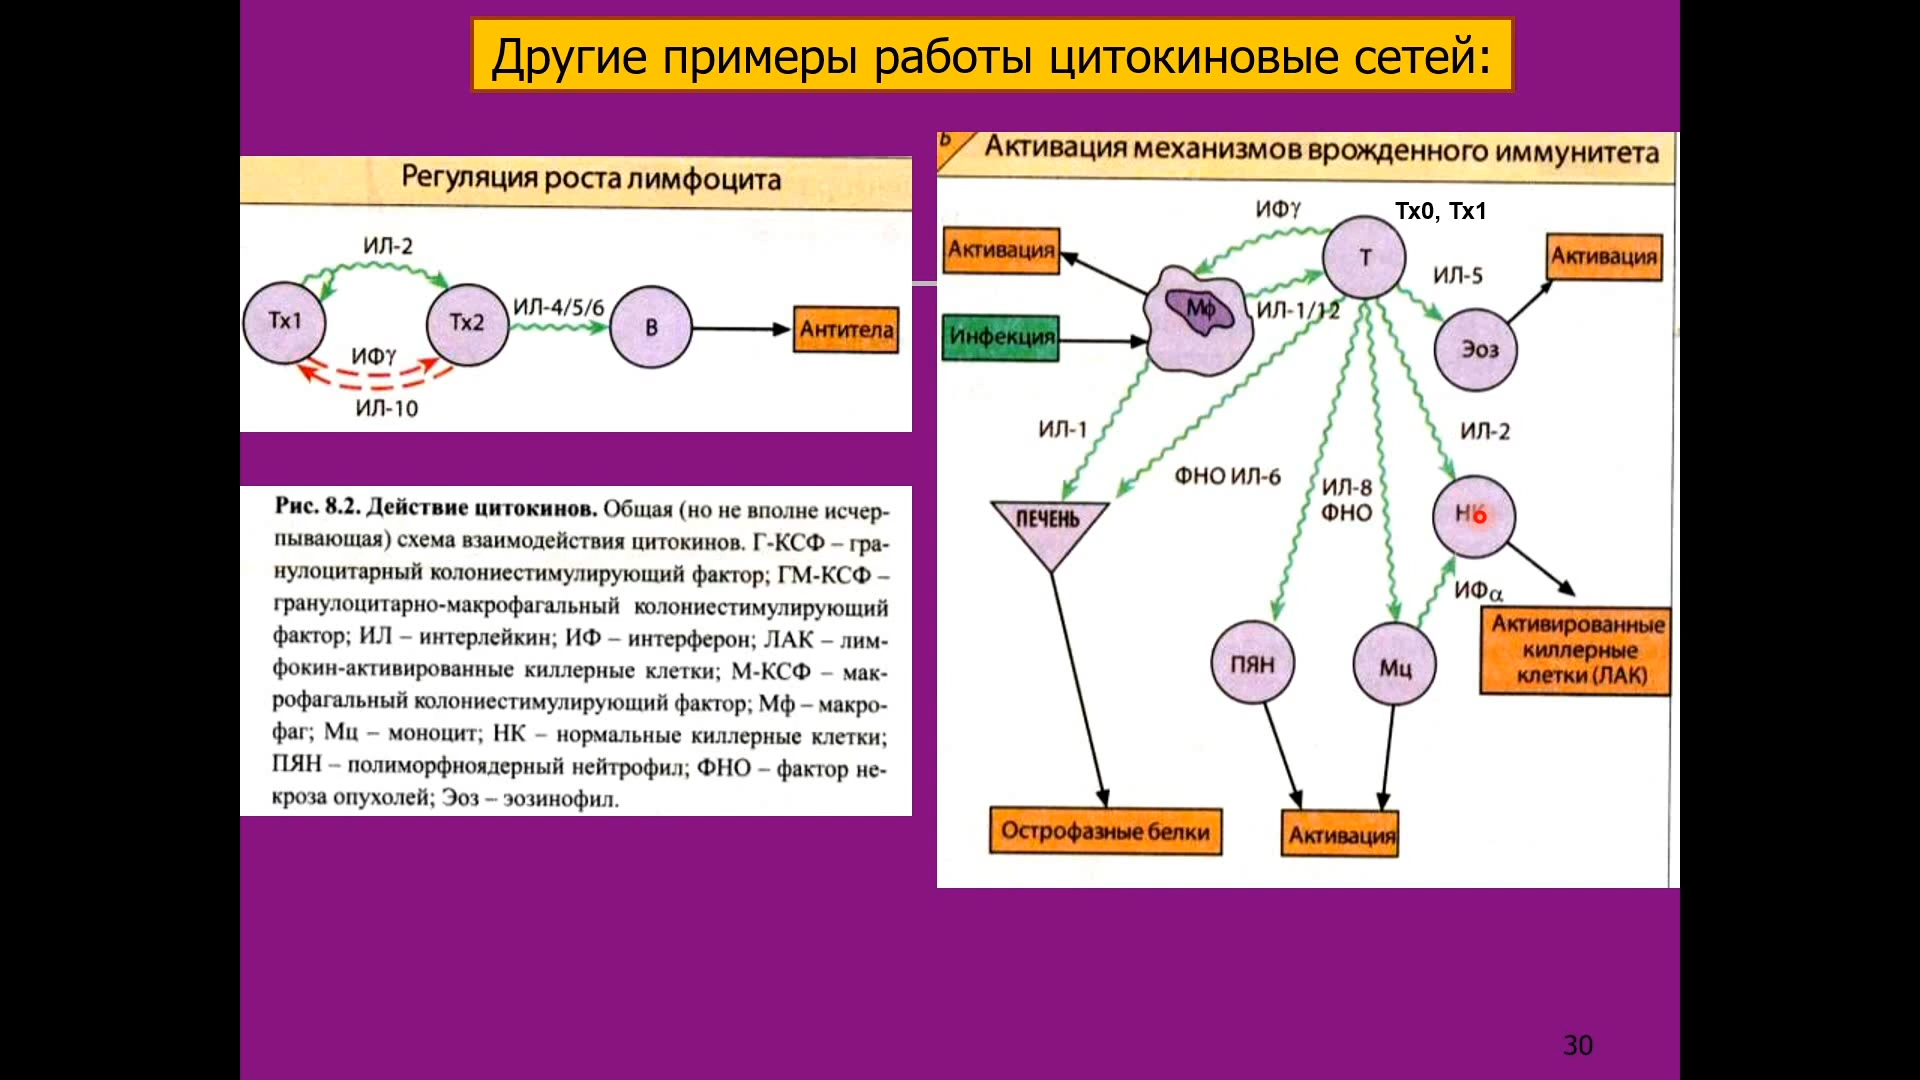 Другие примеры работы цитокиновые сетей:
Регуляция роста лимфоцита
ИЛ-2
Тх1
Тх2
ИЛ-4/5/6
В
Антитела
ИФγ
ИЛ-10
Рис. 8.2. Действие цитокинов. Общая (но не вполне исчер-
пывающая) схема взаимодействия цитокинов. Г-КСФ – гра-
нулоцитарный колониестимулирующий фактор; ГМ-КСФ –
гранулоцитарно-макрофагальный колониестимулирующий
фактор; ИЛ – интерлейкин; ИФ – интерферон; ЛАК – лим-
фокин-активированные киллерные клетки; М-КСФ – мак-
рофагальный колониестимулирующий фактор; Мф – макро-
фаг; Мц – моноцит; НК – нормальные киллерные клетки;
ПЯН – полиморфноядерный нейтрофил; ФНО – фактор не-
кроза опухолей; Эоз – эозинофил.
Б
Активация механизмов врожденного иммунитета
ИФγ
Тх0, Тх1
Активация
Т
Активация
ИЛ-5
Мф
ИЛ-1/12
Инфекция
Эоз
ИЛ-1
ИЛ-2
ФНО ИЛ-6
ИЛ-8
ФНО
ПЕЧЕНЬ
НК
ИФα
ПЯН
Мц
Активированные
киллерные
клетки (ЛАК)
Острофазные белки
Активация
30